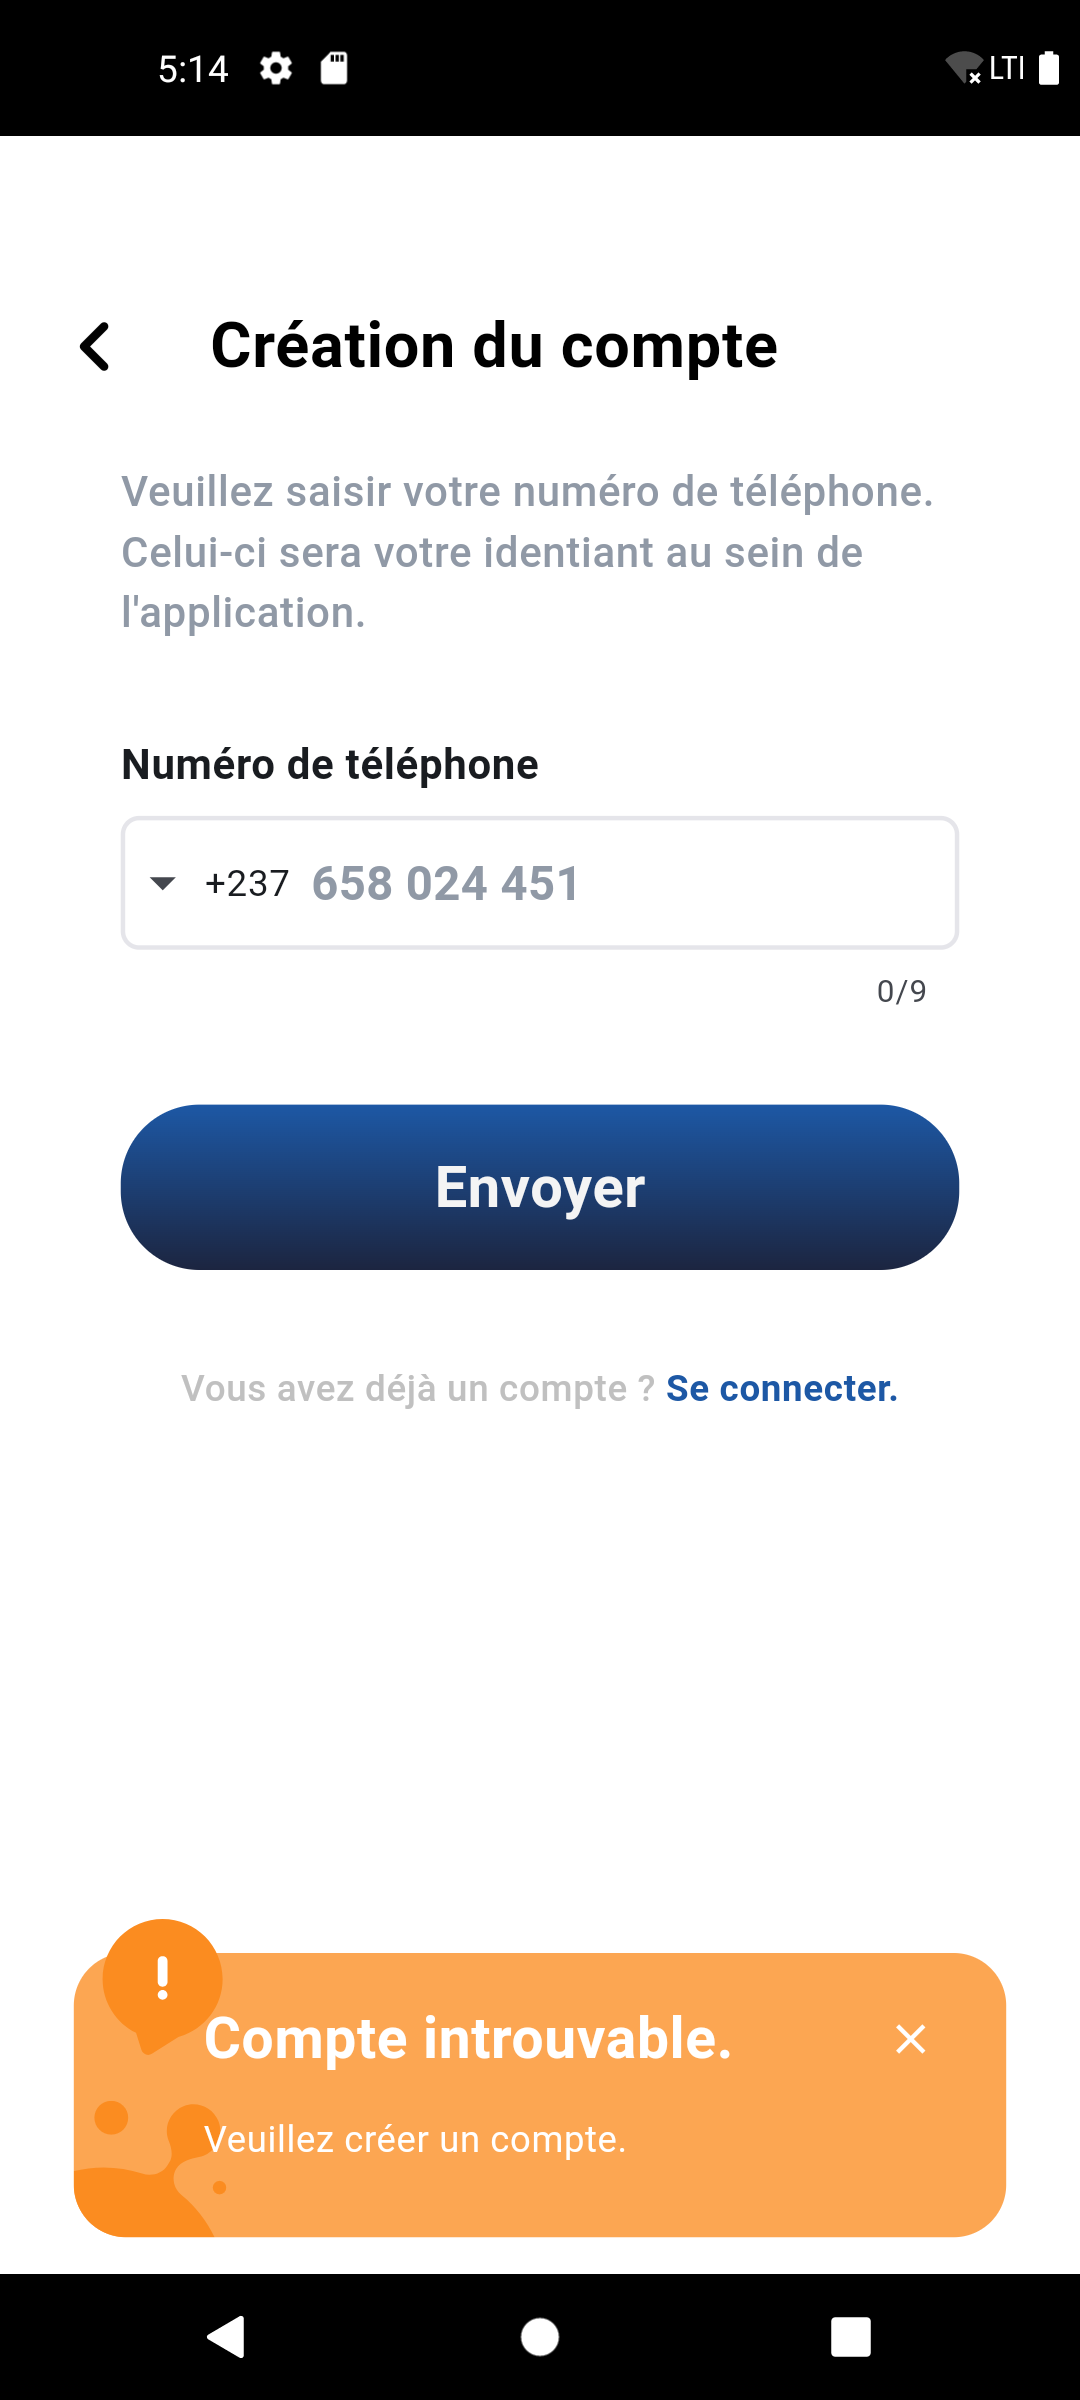 5:14
LTI
Création du compte
Veuillez saisir votre numéro de téléphone.
Celui-ci sera votre identiant au sein de
l'application.
Numéro de téléphone
+237 658 024 451
0/9
Envoyer
Vous avez déjà un compte ? Se connecter.
Compte introuvable.
Veuillez créer un compte.